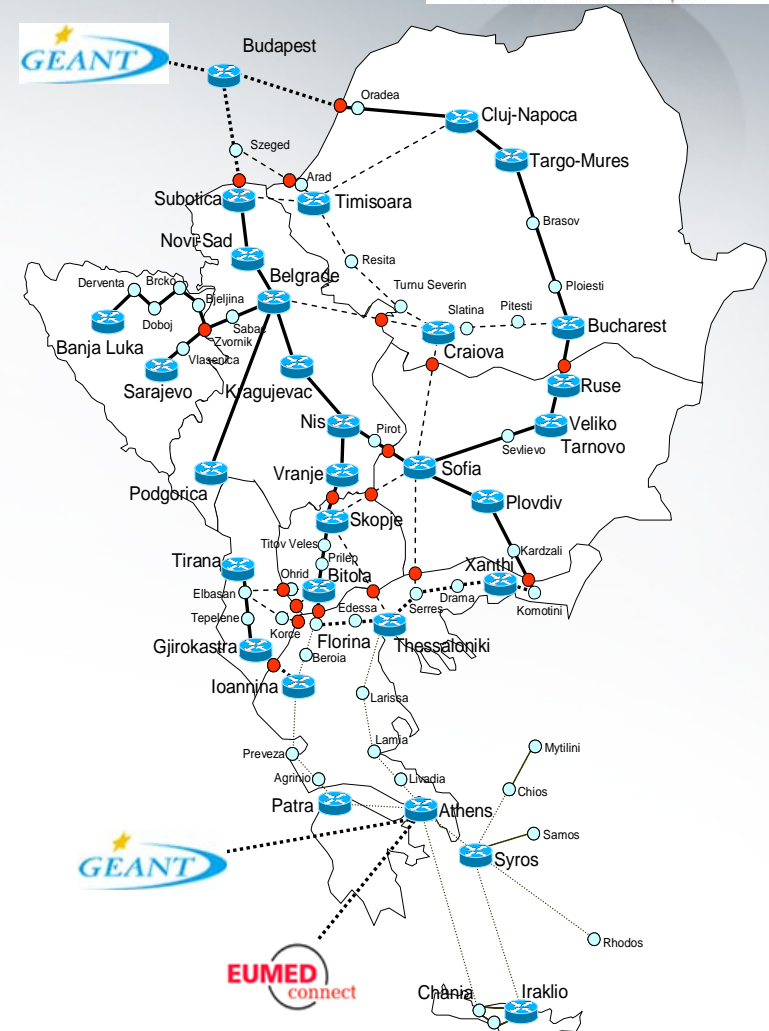 GEANT
Budapest
Oradea
Cluj-Napoca
Szeged
Targo-Mures
Arad
Subotica
Timisoara
Brasov
Novi-Sad
Resita
Belgrade
Derventa
Brcko
Bjeljina
Turnu Severin
Ploiesti
Slatina
Pitesti
Doboj
Sabac
Bucharest
Banja Luka
Zvornik
Vlasenica
Craiova
Sarajevo
Kragujevac
Ruse
Nis
Pirot
Veliko
Tarnovo
Sevlievo
Sofia
Vranje
Podgorica
Plovdiv
Skopje
Titov Veles
Kardzali
Prilep
Xanthi
Tirana
Ohrid
Bitola
Elbasan
Edessa
Serres
Drama
Komotini
Tepelene
Korce
Florina
Thessaloniki
Gjirokastra
Beroia
Ioannina
Larissa
Lamia
Mytilini
Preveza
Agrinio
Livadia
Chios
Patra
Athens
Samos
GEANT
Syros
Rhodos
EUMED
connect
Chania
Iraklio